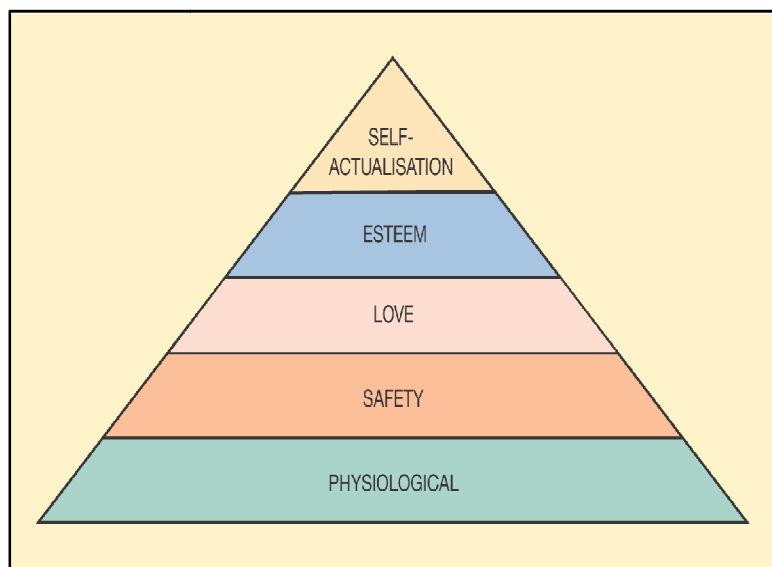 SELF-
ACTUALISATION
ESTEEM
LOVE
SAFETY
PHYSIOLOGICAL